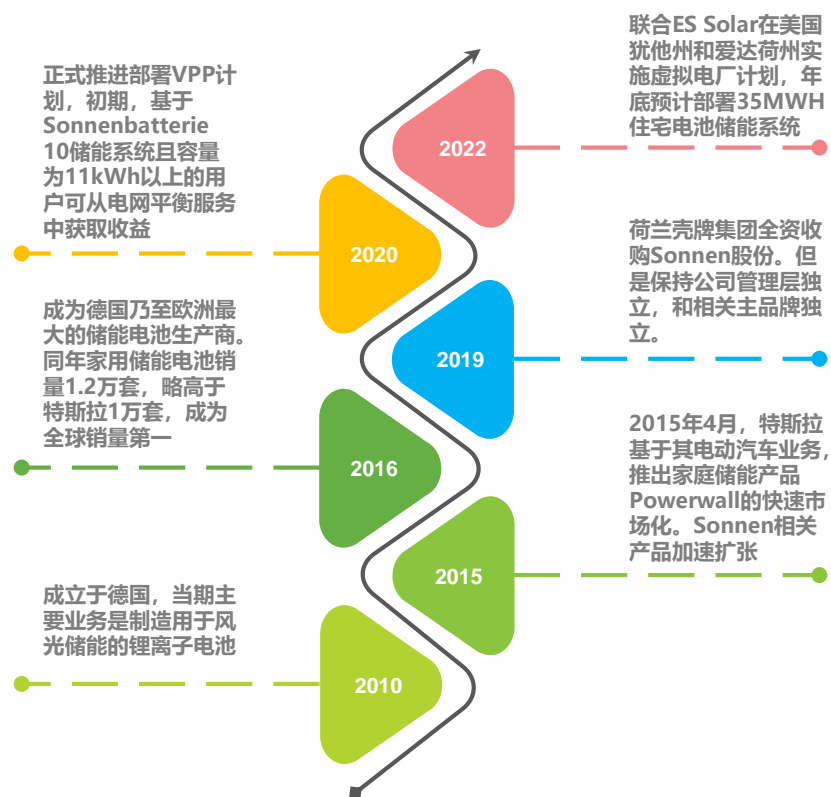 联合ES Solar在美国
犹他州和爱达荷州实
施虚拟电厂计划，年
底预计部署35MWH
住宅电池储能系统
2022
正式推进部署VPP计
划，初期，基于
Sonnenbatterie
10储能系统且容量
为11kWh以上的用
户可从电网平衡服务
中获取收益
2020
荷兰壳牌集团全资收
购Sonnen股份。但
是保持公司管理层独
立，和相关主品牌独
立。
2019
成为德国乃至欧洲最
大的储能电池生产商。
同年家用储能电池销
量1.2万套，略高于
特斯拉1万套，成为
全球销量第一
2016
2015年4月，特斯拉
基于其电动汽车业务，
推出家庭储能产品
Powerwall的快速市
场化。Sonnen相关
产品加速扩张
2015
成立于德国，当期主
要业务是制造用于风
光储能的锂离子电池
2010